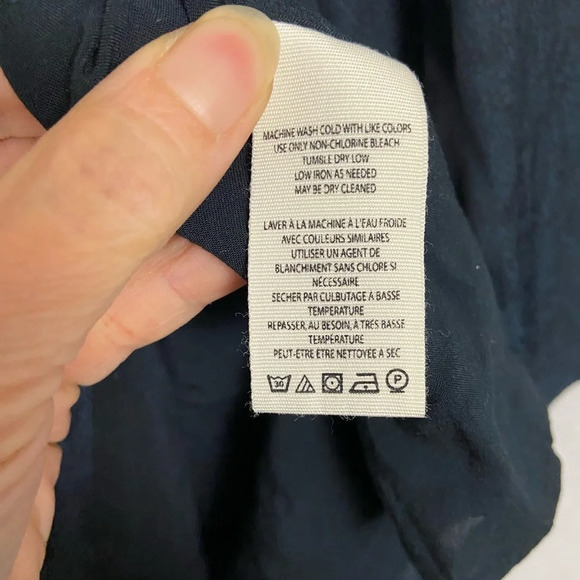 MACHINE WASH COLD WITH LIKE COLORS
USE ONLY NON-CHLORINE BLEACH
TUMBLE DRY LOW
LOW IRON AS NEEDED
MAY BE DRY CLEANED
LAVER À LA MACHINE À L'EAU FROIDE
AVEC COULEURS SIMILAIRES
UTILISER UN AGENT DE
BLANCHIMENT SANS CHLORE SI
NÉCESSAIRE
SECHER PAR CULBUTAGE A BASSE
TEMPERATURE
REPASSER, AU BESOIN, À TRÈS BASSE
TEMPÉRATURE
PEUT-ETRE ETRE NETTOYEE A SEC
30 P